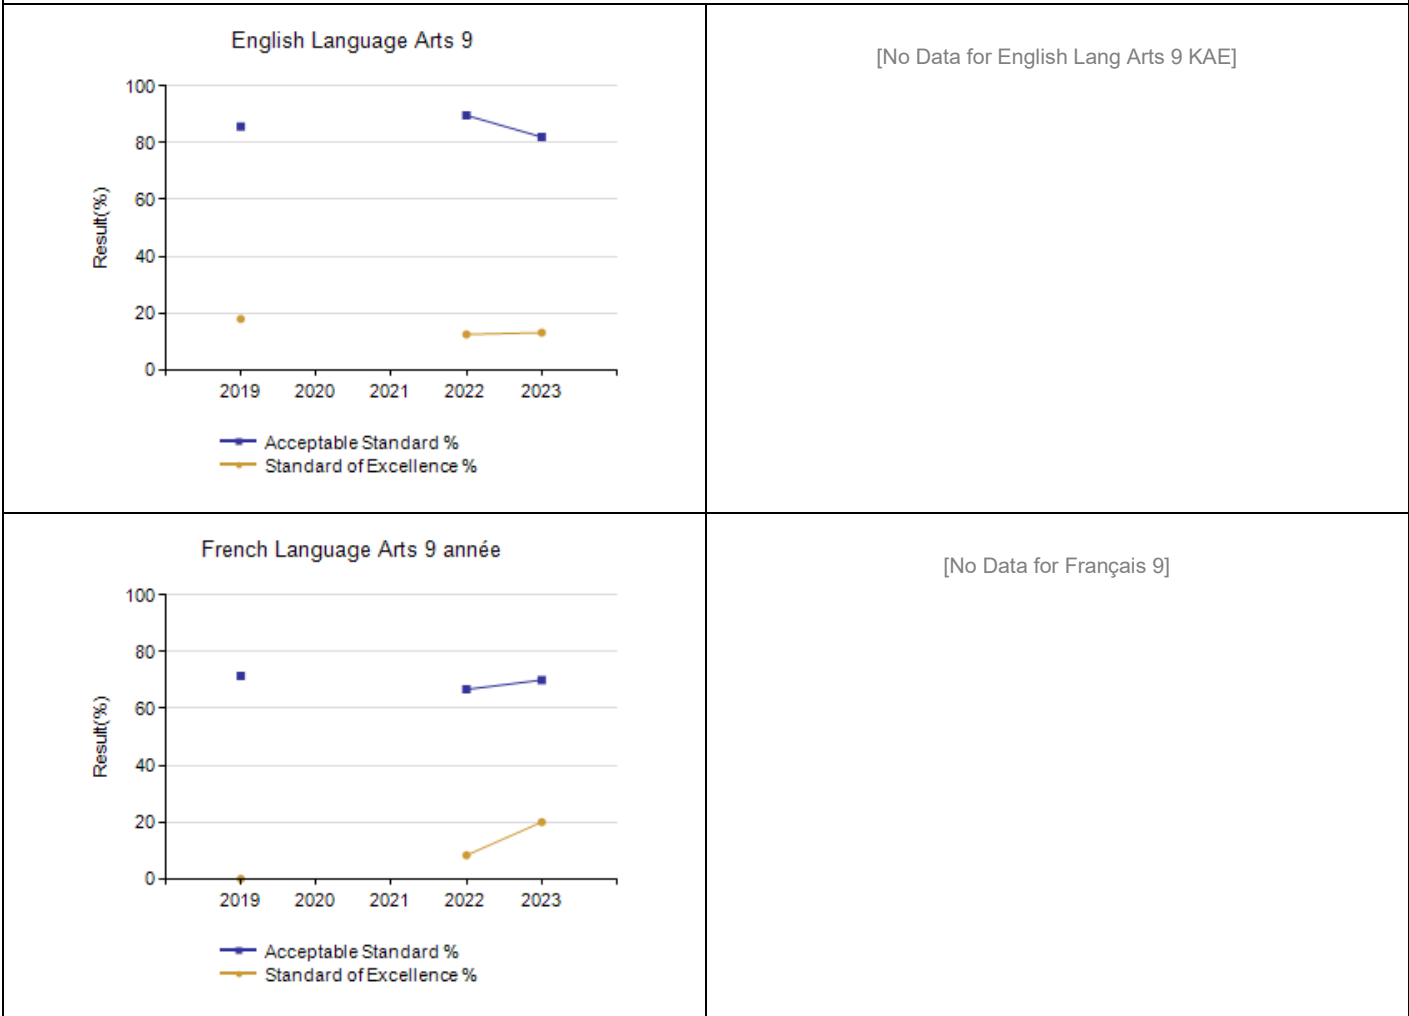 English Language Arts 9
100
80
60
40
20
0
Result(%)
2019 2020 2021 2022 2023
Acceptable Standard %
Standard of Excellence %
[No Data for English Lang Arts 9 KAE]
French Language Arts 9 année
100
80
60
40
20
0
Result(%)
2019 2020 2021 2022 2023
Acceptable Standard %
Standard of Excellence %
[No Data for Français 9]